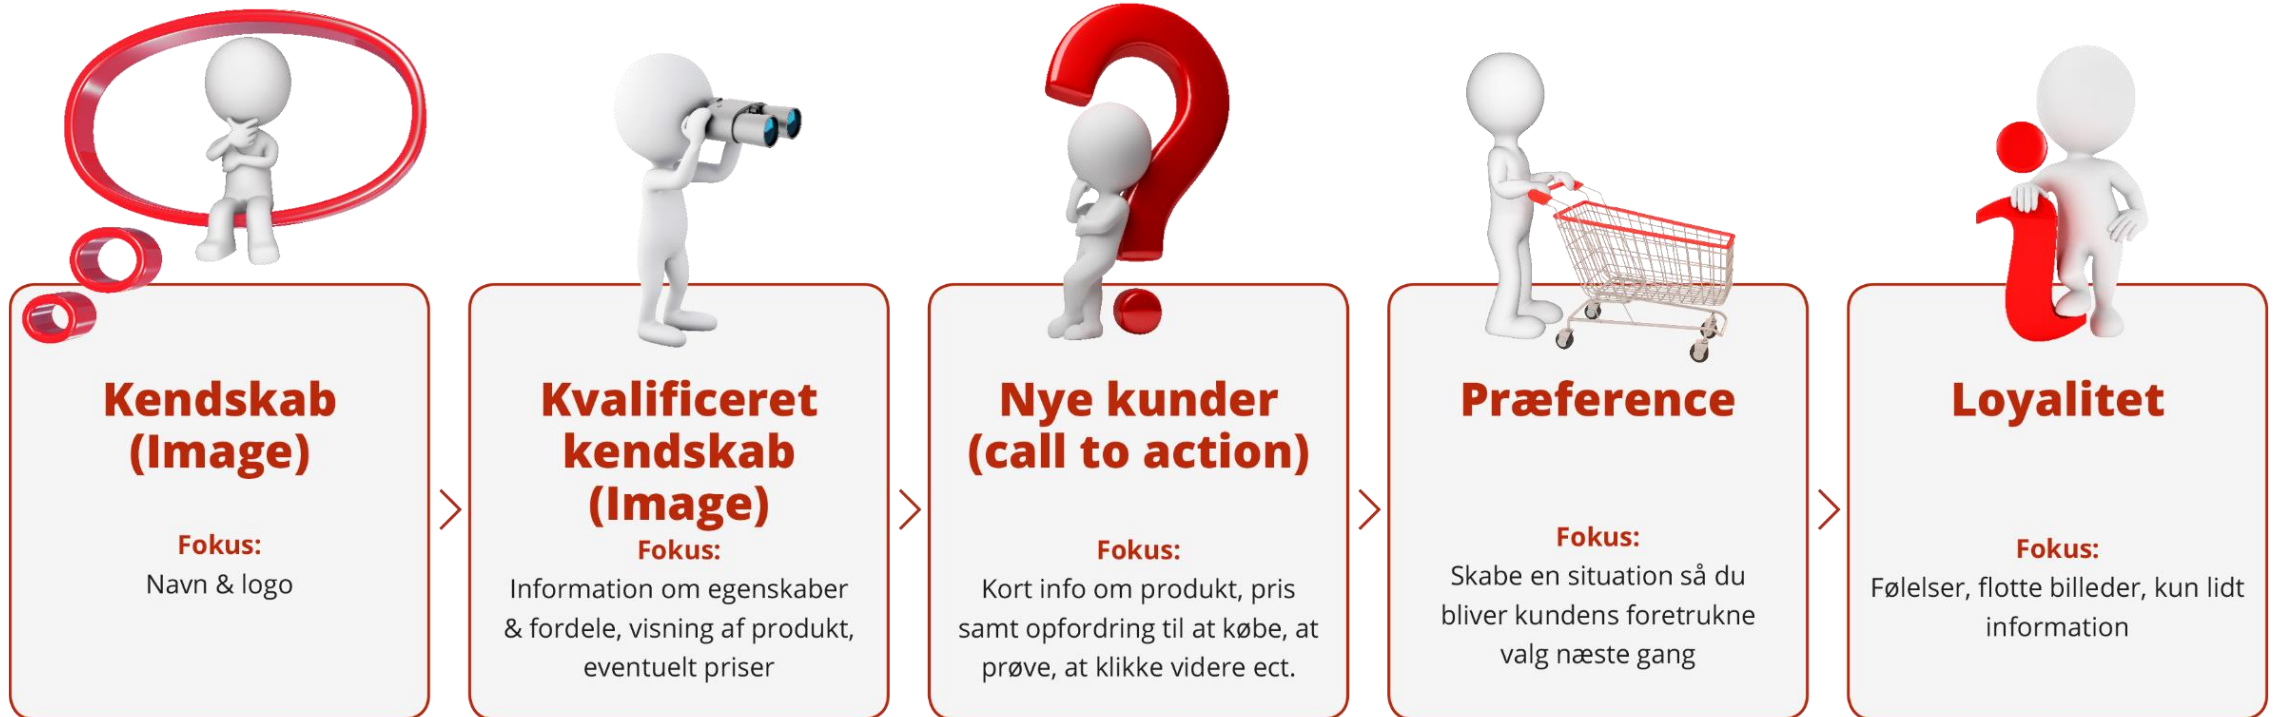 Kendskab
(Image)
Fokus:
Navn & logo
Kvalificeret
kendskab
(Image)
Fokus:
Information om egenskaber
& fordele, visning af produkt,
eventuelt priser
Nye kunder
(call to action)
Fokus:
Kort info om produkt, pris
samt opfordring til at købe, at
prøve, at klikke videre ect.
Præference
Fokus:
Skabe en situation så du
bliver kundens foretrukne
valg næste gang
Loyalitet
Fokus:
Følelser, flotte billeder, kun lidt
information